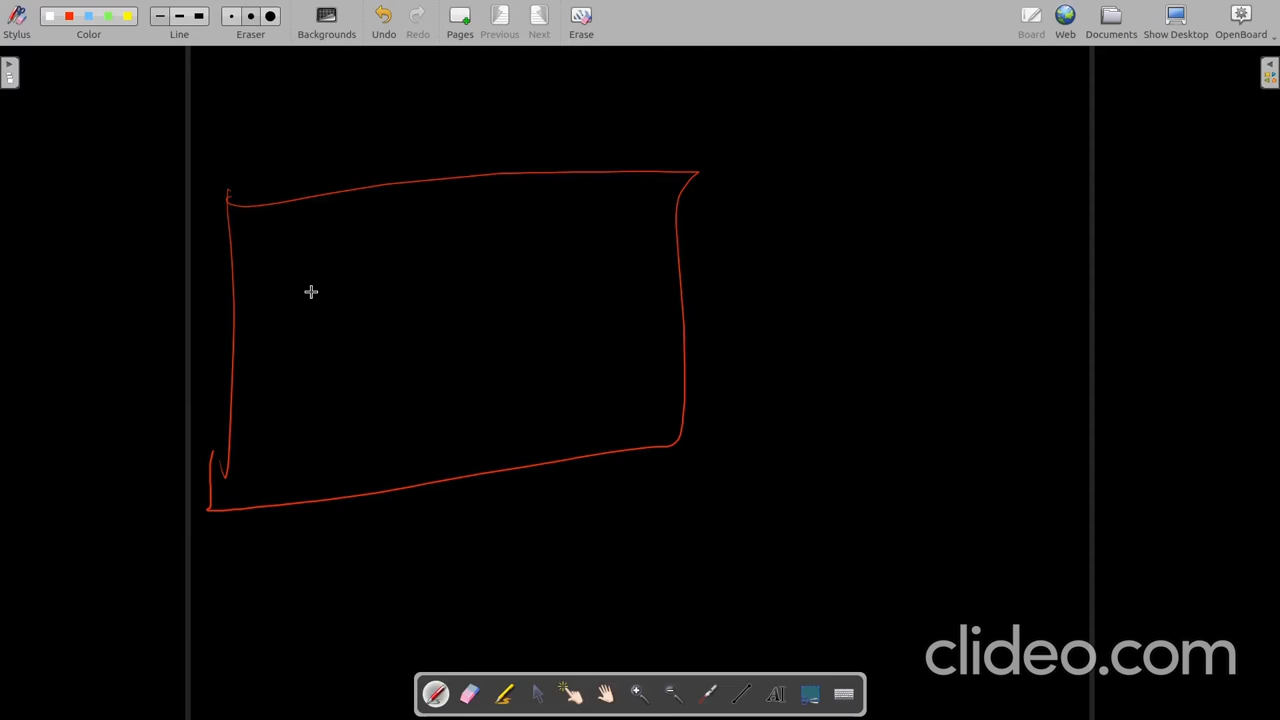 Stylus Color Line Eraser Backgrounds Undo Redo Pages Previous Next Erase Board Web Documents Show Desktop OpenBoard
clideo.com
AI